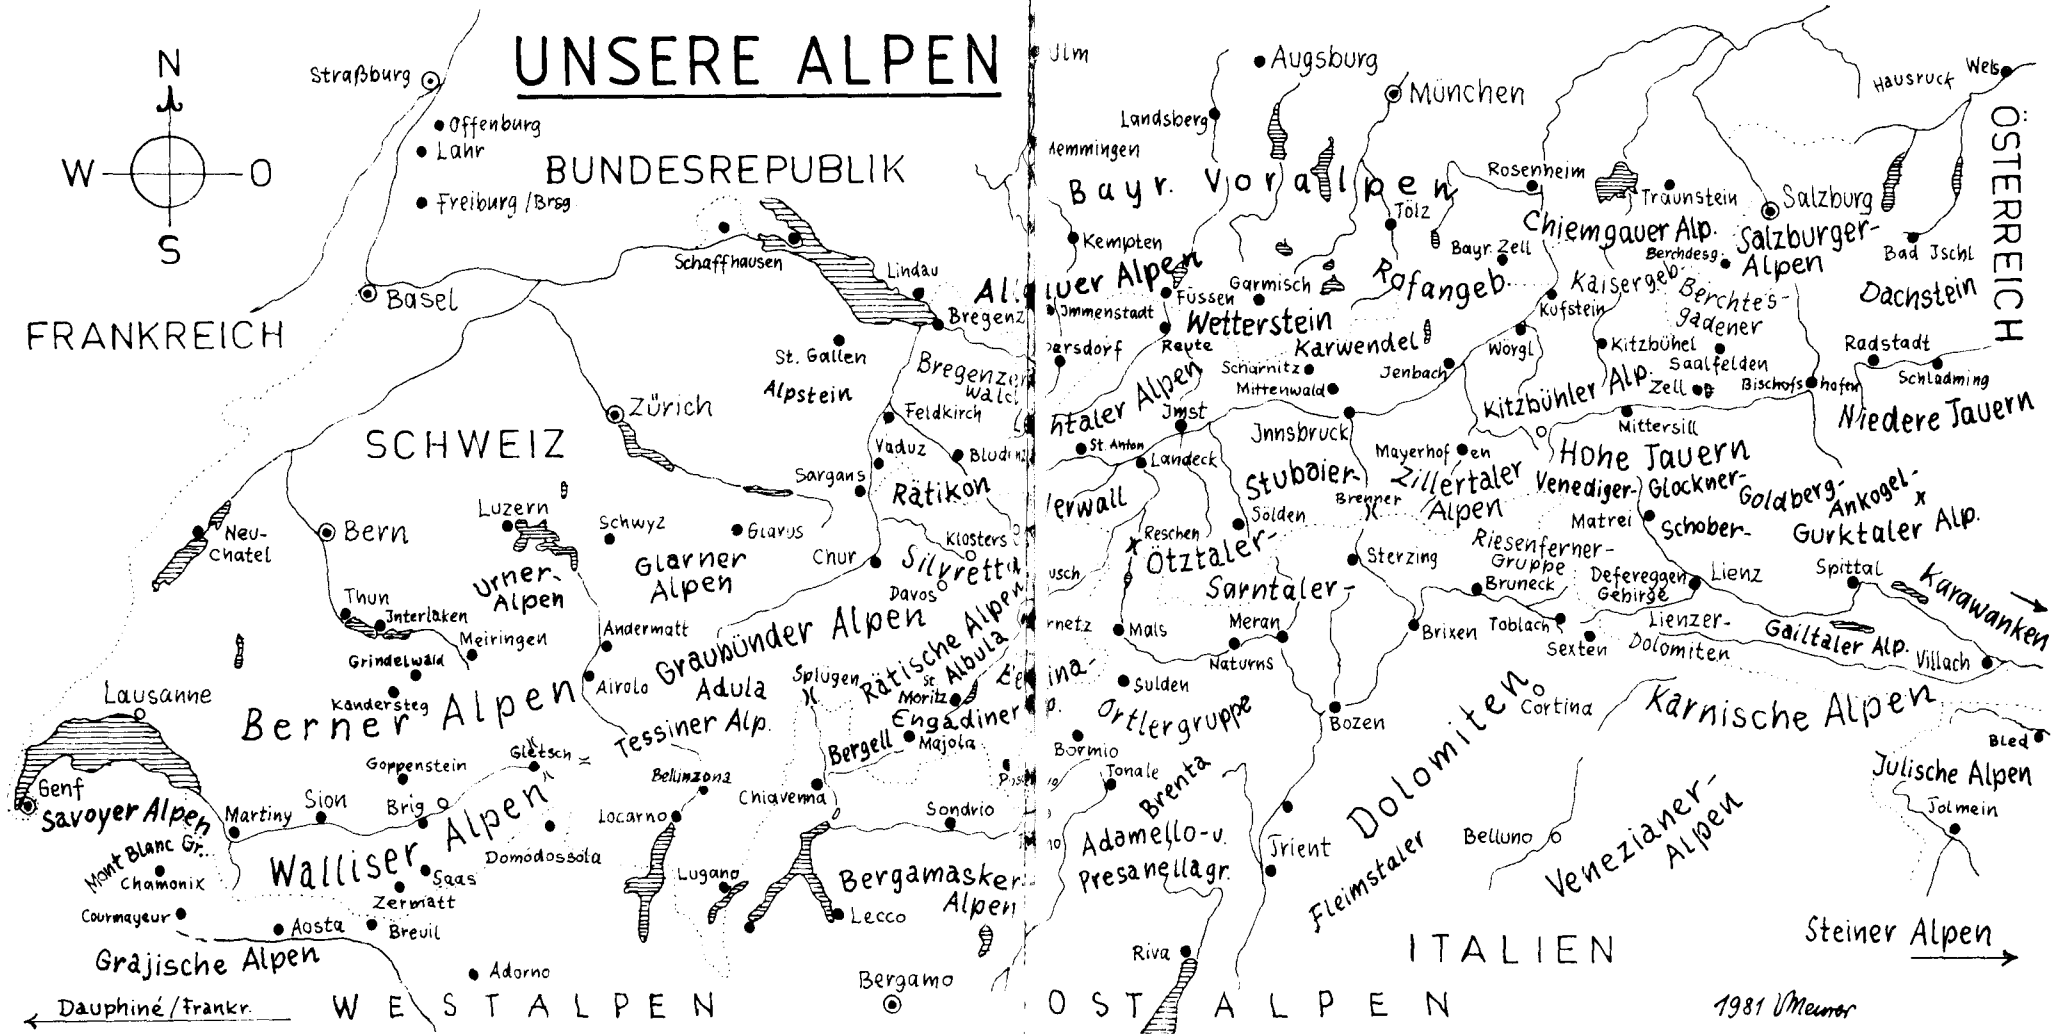 UNSERE ALPEN
N
W
O
S
Straßburg
Offenburg
Lahr
Freiburg /Brsg
BUNDESREPUBLIK
Schaffhausen
Lindau
Basel
Bregenz
FRANKREICH
St. Gallen
Alpstein
Zürich
Feldkirch
SCHWEIZ
Vaduz
Sargans
Rätikon
Luzern
Schwyz
Glarus
Neu-
Chatel
Bern
Chur
Klosters
Silvretta
Davos
Glarner
Alpen
Urner-
Alpen
Thun
Interlaken
Meiringen
Andermatt
Grindelwald
Kandersteg
Airolo
Graubünder Alpen
Rätische Alpen
Albula
Splügen
St
Moritz
Adula
Lausanne
Berner Alpen
Tessiner Alp.
Engadiner
Bergell
Majola
Goppenstein
Gletsch
Bellinzona
Chiavenna
Genf
Savoyer Alpen
Martiny
Sion
Brig
Locarno
Sondrio
Walliser Alpen
Domodossola
Mont Blanc Gr.
Chamonix
Saas
Zermatt
Lugano
Bergamasker
Alpen
Courmayeur
Aosta
Breuil
Lecco
Grajische Alpen
Adorno
Bergamo
Dauphiné/Frankr.
WESTALPEN
Ulm
Augsburg
München
Landsberg
Wels
Hausruck
ÖSTERREICH
Bayr. Voralpen
Rosenheim
Traunstein
Salzburg
Tölz
Kempten
Chiemgauer Alp.
Salzburger-
Alpen
Bad Jschl
Bayr. Zell
Berchdesg.
Garmisch
Rofangeb.
Kaisergeb.
Berchtes-
gadener
Dachstein
Füssen
Jmmenstadt
Wetterstein
Kufstein
Reute
Karwendel
Wörgl
Kitzbühel
Saalfelden
Radstadt
Scharnitz
Mittenwald
Jenbach
Zell
Bischofshofen
Schladming
Jmst
Kitzbühler Alp.
Mittersill
Niedere Tauern
St. Anton
Landeck
Jnnsbruck
Mayerhofen
Hohe Tauern
Stubaier-
Zillertaler
Alpen
Venediger-
Glockner-
Goldberg-
Ankogel-
Brenner
Reschen
Sölden
Matrei
Schober-
Gurktaler Alp.
Ötztaler-
Sterzing
Riesenferner-
Gruppe
Sarntaler-
Bruneck
Defereggen
Gebirge
Lienz
Spittal
Karawanken
Mals
Meran
Brixen
Toblach
Lienzer-
Dolomiten
Gailtaler Alp.
Villach
Naturns
Sexten
Sulden
Ortlergruppe
Bozen
Cortina
Karnische Alpen
Bormio
Tonale
Brenta
Dolomiten
Bled
Julische Alpen
Tolmein
Adamello-u.
Presanellagr.
Trient
Fleimstaler
Belluno
Venezianer-
Alpen
Riva
ITALIEN
Steiner Alpen
OSTALPEN
1981